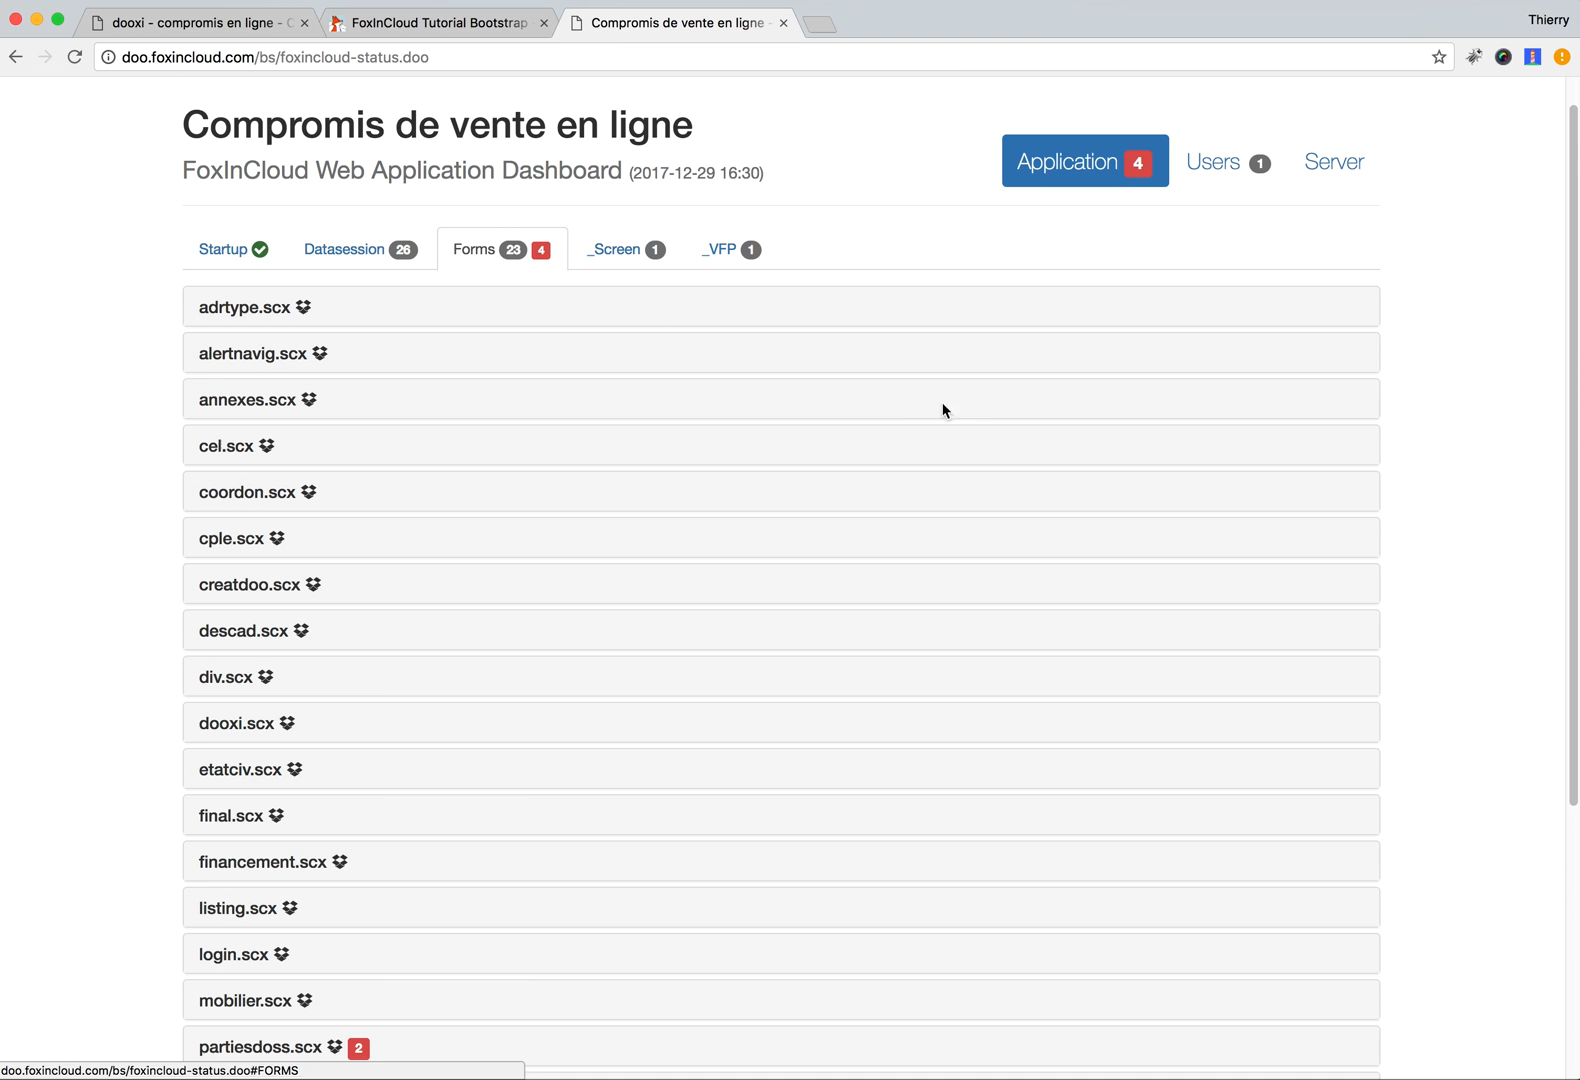 dooxi - compromis en ligne - C
FoxInCloud Tutorial Bootstrap
Compromis de vente en ligne -
Thierry
doo.foxincloud.com/bs/foxincloud-status.doo
Compromis de vente en ligne
FoxInCloud Web Application Dashboard (2017-12-29 16:30)
Application 4
Users 1
Server
Startup
Datasession 26
Forms 23 4
_Screen 1
_VFP 1
adrtype.scx
alertnavig.scx
annexes.scx
cel.scx
coordon.scx
cple.scx
creatdoo.scx
descad.scx
div.scx
dooxi.scx
etatciv.scx
final.scx
financement.scx
listing.scx
login.scx
mobilier.scx
partiesdoss.scx 2
doo.foxincloud.com/bs/foxincloud-status.doo#FORMS